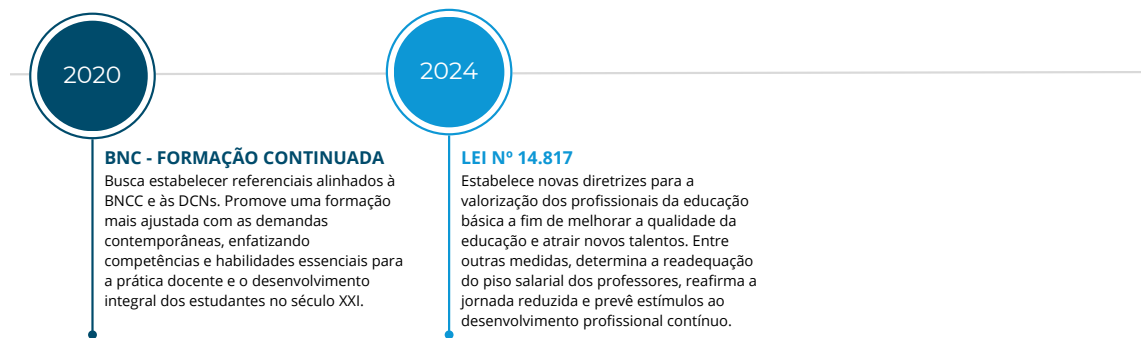 2020
BNC - FORMAÇÃO CONTINUADA
Busca estabelecer referenciais alinhados à
BNCC e às DCNs. Promove uma formação
mais ajustada com as demandas
contemporâneas, enfatizando
competências e habilidades essenciais para
a prática docente e o desenvolvimento
integral dos estudantes no século XXI.
2024
LEI Nº 14.817
Estabelece novas diretrizes para a
valorização dos profissionais da educação
básica a fim de melhorar a qualidade da
educação e atrair novos talentos. Entre
outras medidas, determina a readequação
do piso salarial dos professores, reafirma a
jornada reduzida e prevê estímulos ao
desenvolvimento profissional contínuo.